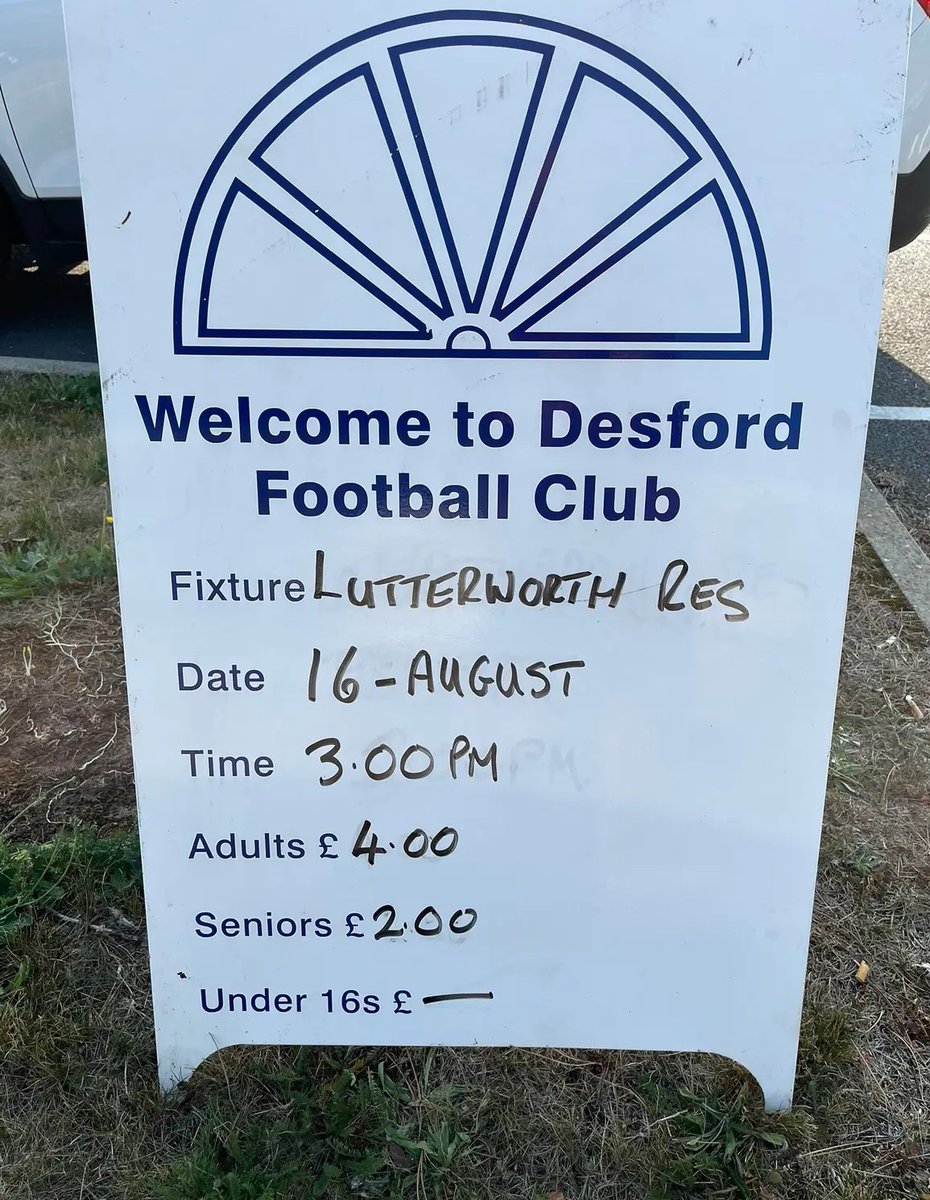 Welcome to Desford
Football Club
Fixture LUTTERWORTH RES
Date 16-AUGUST
Time 3.00 PM
Adults £ 4.00
Seniors £ 2.00
Under 16s £ —